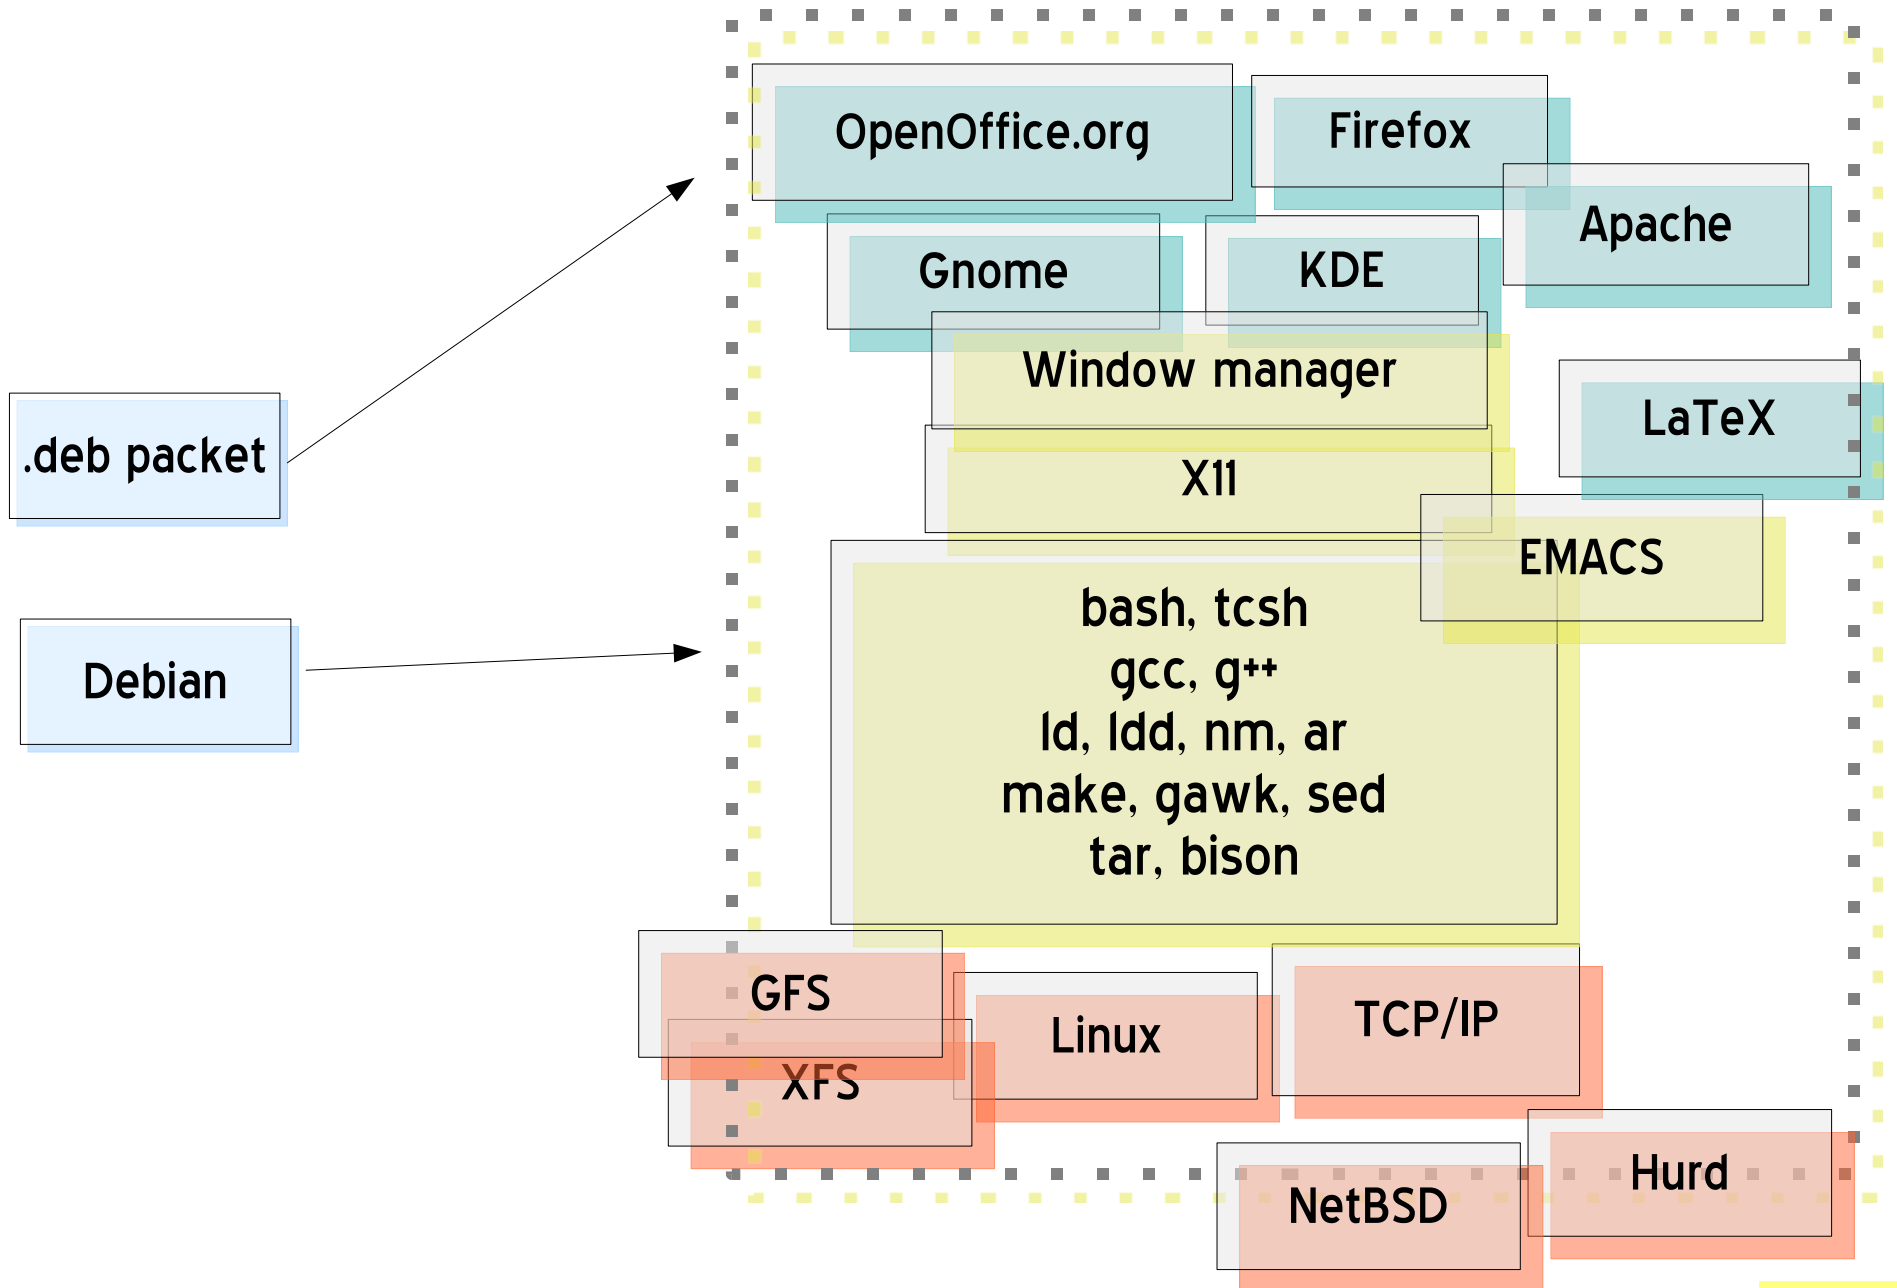 OpenOffice.org
Firefox
Apache
Gnome
KDE
Window manager
LaTeX
.deb packet
X11
EMACS
bash, tcsh
gcc, g++
Debian
ld, ldd, nm, ar
make, gawk, sed
tar, bison
GFS
Linux
TCP/IP
XFS
Hurd
NetBSD